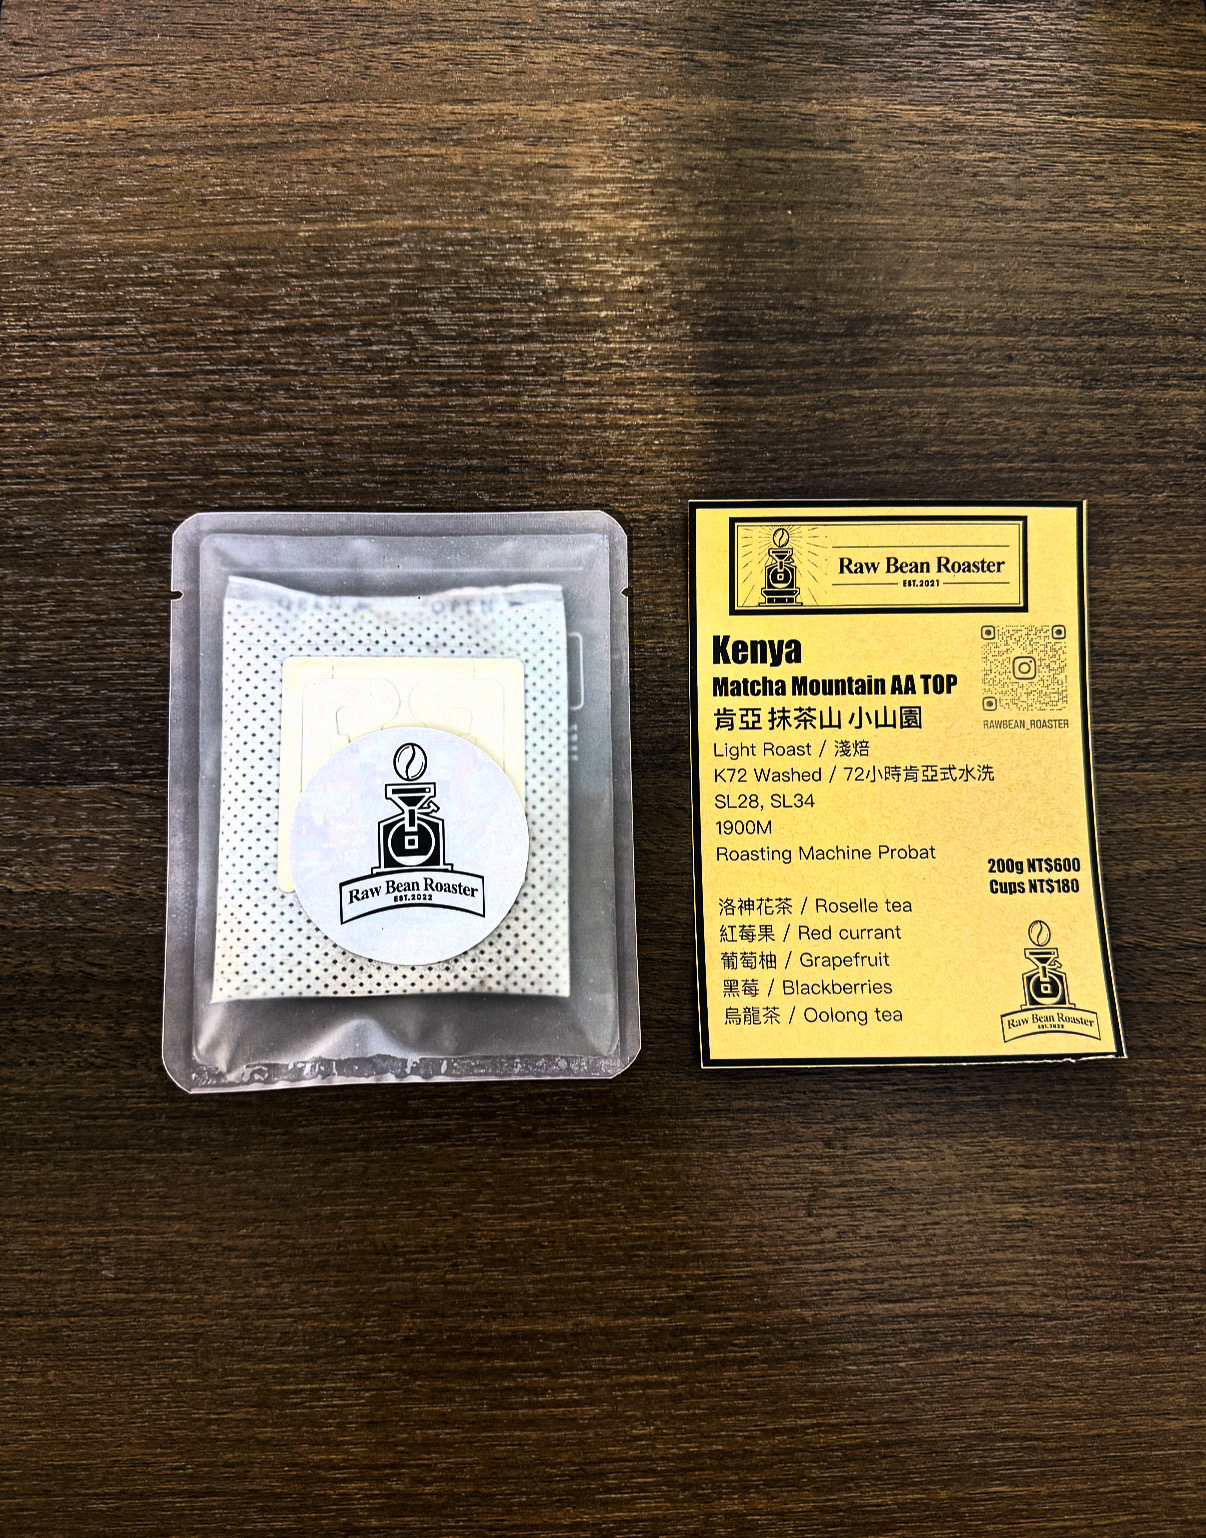 OPEN
Raw Bean Roaster
EST.2022
Raw Bean Roaster
EST.2021
Kenya
Matcha Mountain AA TOP
肯亞 抹茶山 小山園
RAWBEAN_ROASTER
Light Roast / 淺焙
K72 Washed / 72小時肯亞式水洗
SL28, SL34
1900M
Roasting Machine Probat
200g NT$600
Cups NT$180
洛神花茶 / Roselle tea
紅莓果 / Red currant
葡萄柚 / Grapefruit
黑莓 / Blackberries
烏龍茶 / Oolong tea
Raw Bean Roaster
EST.2022